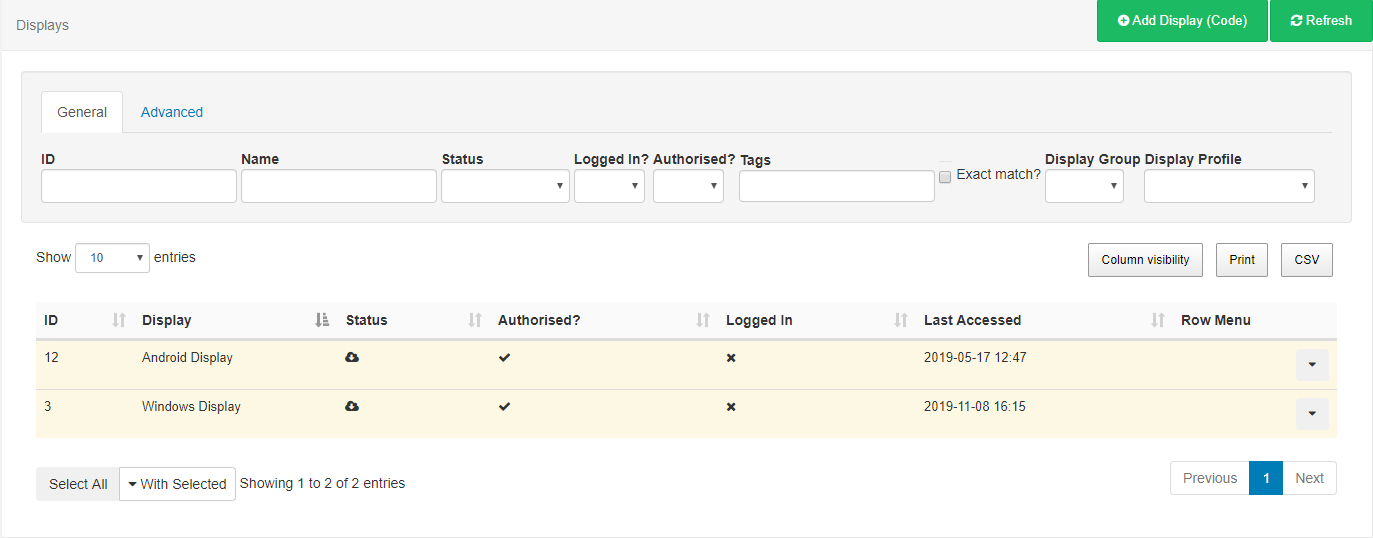 Displays
Add Display (Code) Refresh
General Advanced
ID Name Status Logged In? Authorised? Tags Exact match? Display Group Display Profile
Show 10 entries
Column visibility Print CSV
ID Display Status Authorised? Logged In Last Accessed Row Menu
12 Android Display 2019-05-17 12:47
3 Windows Display 2019-11-08 16:15
Select All With Selected Showing 1 to 2 of 2 entries
Previous 1 Next